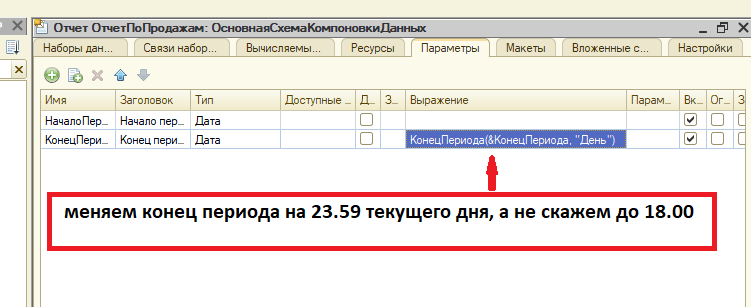 Отчет ОтчетПоПродажам: ОсновнаяСхемаКомпоновкиДанных
Наборы дан... Связи набор... Вычисляемы... Ресурсы Параметры Макеты Вложенные с... Настройки
Имя Заголовок Тип Доступные ... Д... З... Выражение Парам... Вк... Ог... З
НачалоПер... Начало пер... Дата
КонецПери... Конец пери... Дата КонецПериода(&КонецПериода, "День")
меняем конец периода на 23.59 текущего дня, а не скажем до 18.00